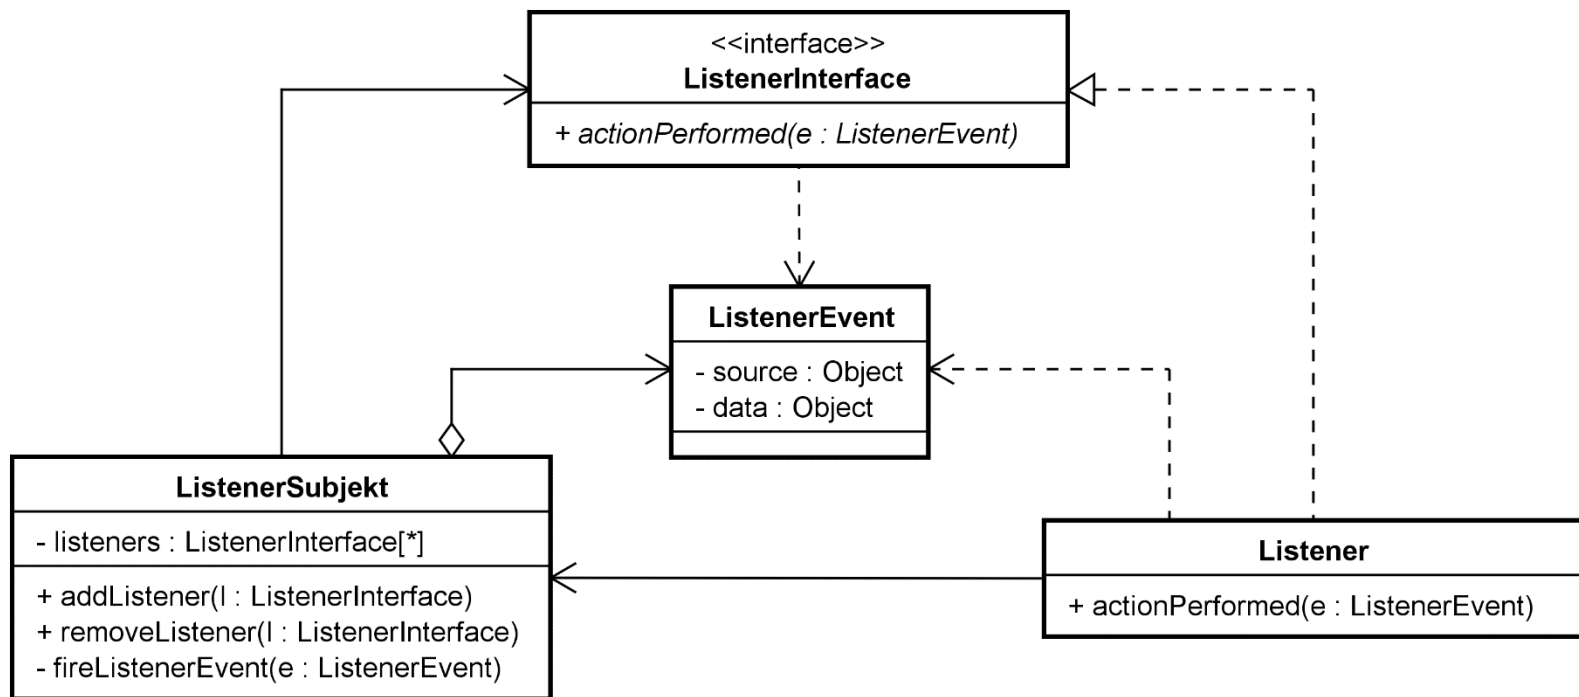 <<interface>>
ListenerInterface
+ actionPerformed(e : ListenerEvent)
ListenerEvent
- source : Object
- data : Object
ListenerSubjekt
- listeners : ListenerInterface[*]
+ addListener(l : ListenerInterface)
+ removeListener(l : ListenerInterface)
- fireListenerEvent(e : ListenerEvent)
Listener
+ actionPerformed(e : ListenerEvent)